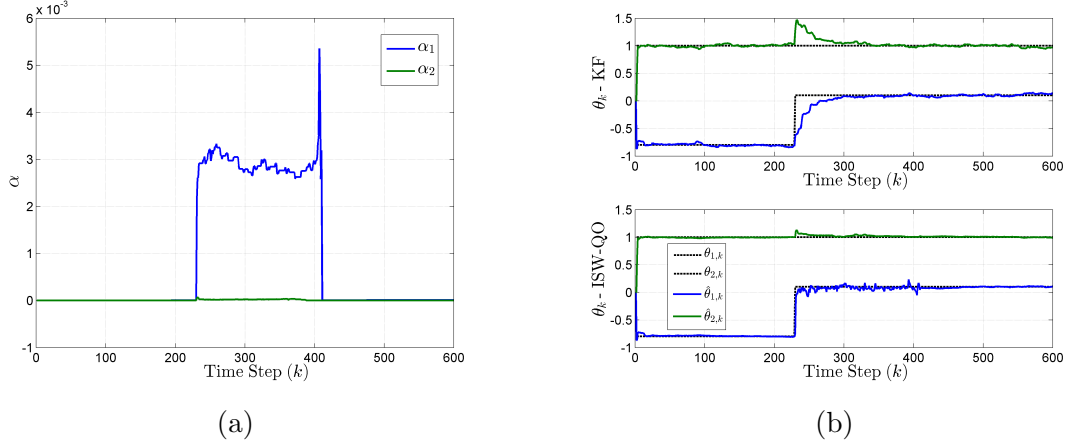 x 10⁻³
6
5
4
3
2
1
0
-1
α
0 100 200 300 400 500 600
Time Step (k)
α₁
α₂
(a)
1.5
1
0.5
0
-0.5
-1
θₖ - KF
0 100 200 300 400 500 600
Time Step (k)
1.5
1
0.5
0
-0.5
-1
θₖ - ISW-QO
θ₁,ₖ
θ₂,ₖ
θ̂₁,ₖ
θ̂₂,ₖ
0 100 200 300 400 500 600
Time Step (k)
(b)